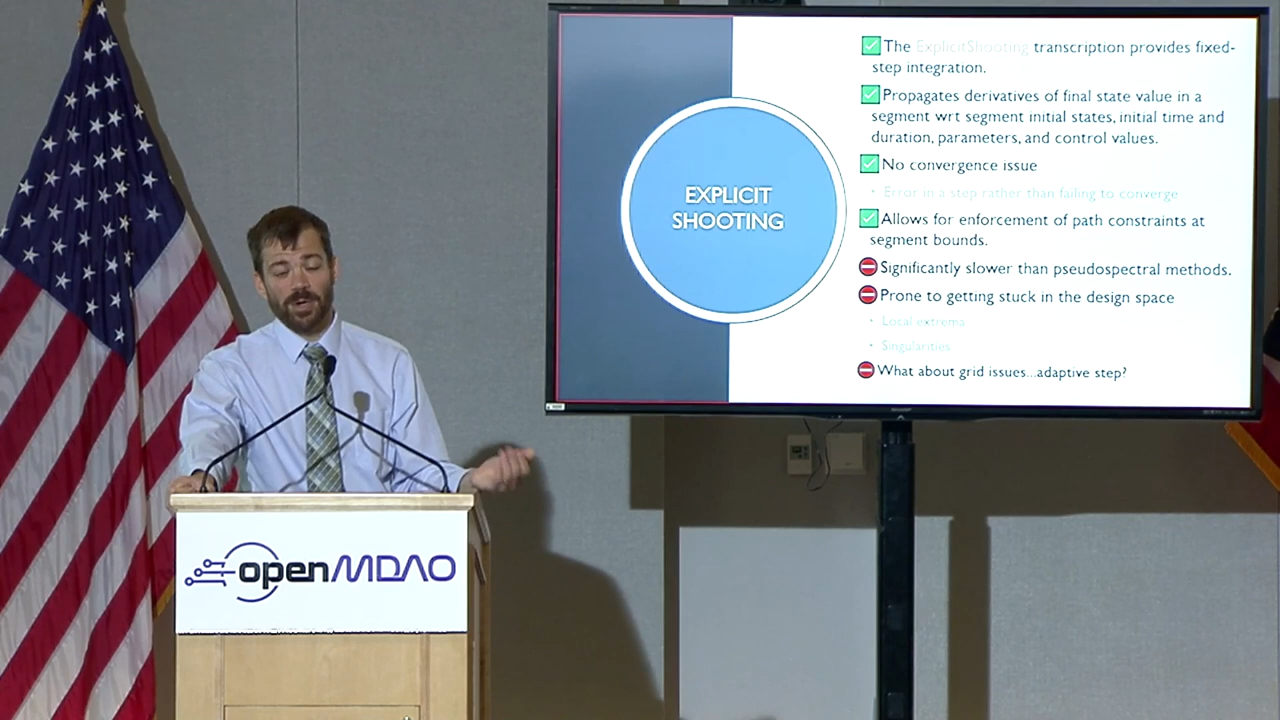 The ExplicitShooting transcription provides fixed-
step integration.
Propagates derivatives of final state value in a
segment wrt segment initial states, initial time and
duration, parameters, and control values.
No convergence issue
· Error in a step rather than failing to converge
Allows for enforcement of path constraints at
segment bounds.
Significantly slower than pseudospectral methods.
Prone to getting stuck in the design space
· Local extrema
· Singularities
What about grid issues...adaptive step?
EXPLICIT
SHOOTING
openMDAO